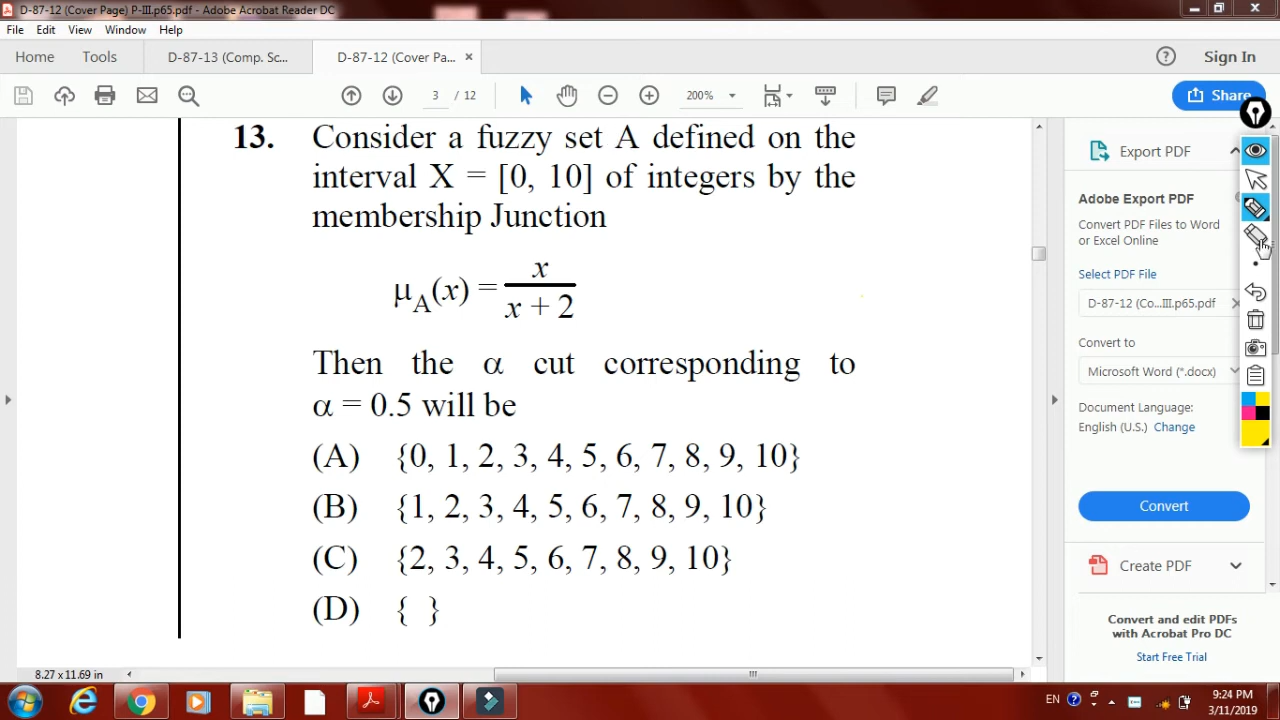 D-87-12 (Cover Page) P-III.p65.pdf - Adobe Acrobat Reader DC
File Edit View Window Help
Home Tools D-87-13 (Comp. Sc... D-87-12 (Cover Pa... ×
Sign In
3 / 12 200% Share
13. Consider a fuzzy set A defined on the
interval X = [0, 10] of integers by the
membership Junction
μA(x) = x
x + 2
Then the α cut corresponding to
α = 0.5 will be
(A) {0, 1, 2, 3, 4, 5, 6, 7, 8, 9, 10}
(B) {1, 2, 3, 4, 5, 6, 7, 8, 9, 10}
(C) {2, 3, 4, 5, 6, 7, 8, 9, 10}
(D) { }
8.27 x 11.69 in
Export PDF
Adobe Export PDF
Convert PDF Files to Word
or Excel Online
Select PDF File
D-87-12 (Co...III.p65.pdf
Convert to
Microsoft Word (*.docx)
Document Language:
English (U.S.) Change
Convert
Create PDF
Convert and edit PDFs
with Acrobat Pro DC
Start Free Trial
EN 9:24 PM
3/11/2019